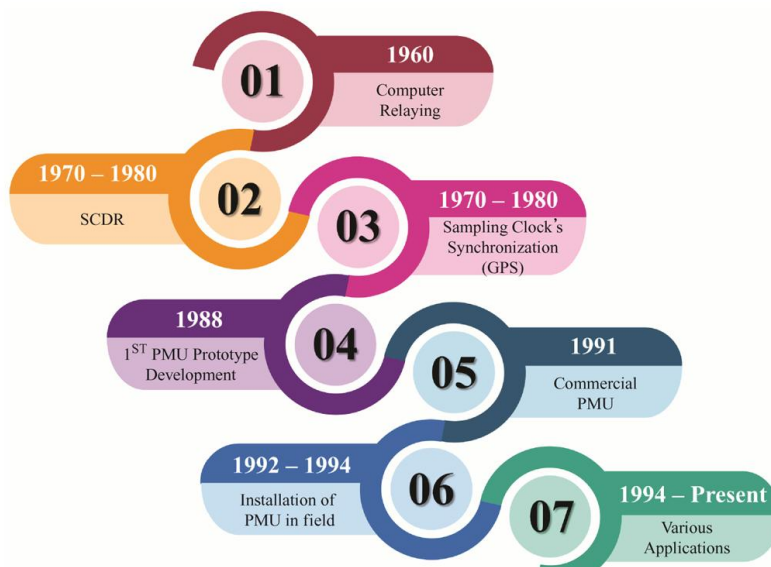 01
1960
Computer
Relaying
1970 – 1980
SCDR
02
03
1970 – 1980
Sampling Clock's
Synchronization
(GPS)
1988
1ST PMU Prototype
Development
04
05
1991
Commercial
PMU
1992 – 1994
Installation of
PMU in field
06
07
1994 – Present
Various
Applications